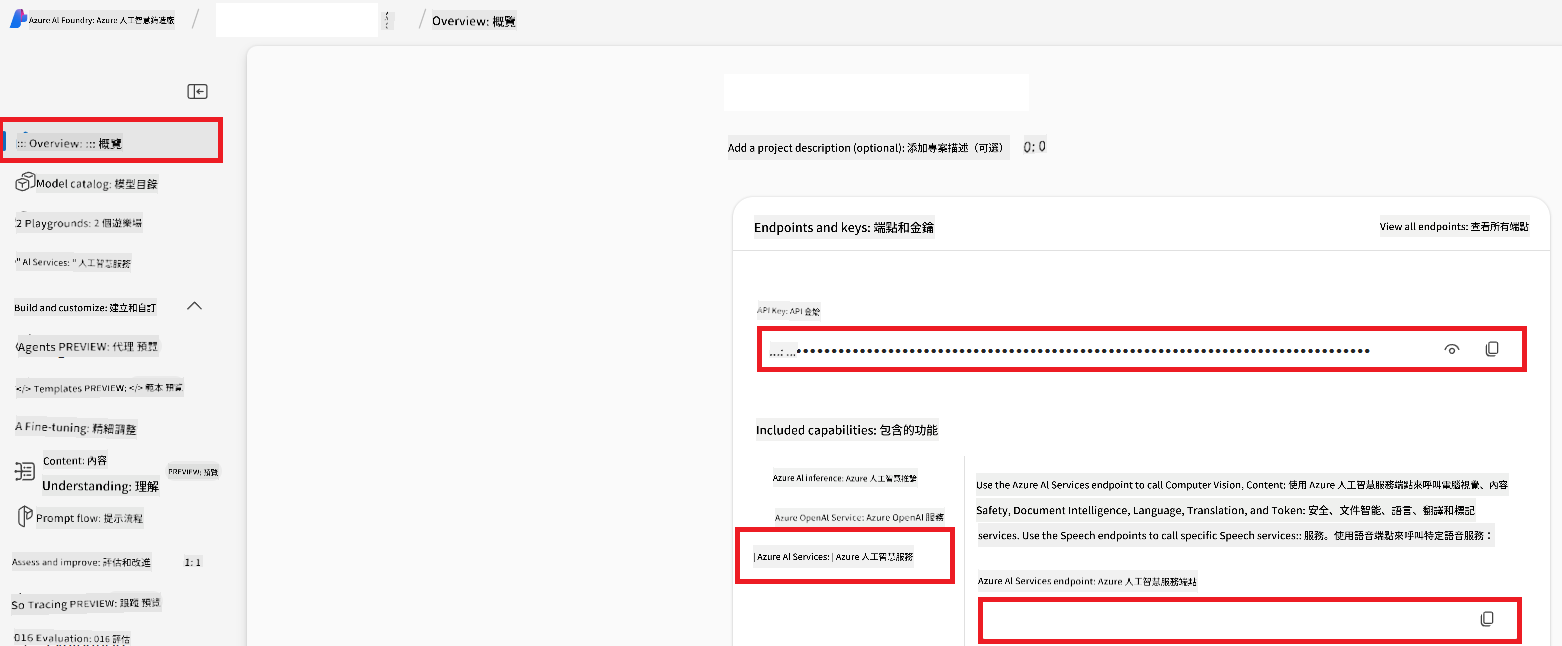 Azure AI Foundry: Azure 人工智慧鑄造廠 / / Overview: 概覽
::: Overview: ::: 概覽
Model catalog: 模型目錄
2 Playgrounds: 2 個遊樂場
" AI Services: " 人工智慧服務
Build and customize: 建立和自訂
Agents PREVIEW: 代理 預覽
</> Templates PREVIEW: </> 範本 預覽
A Fine-tuning: 精細調整
Content: 內容
Understanding: 理解
PREVIEW: 預覽
Prompt flow: 提示流程
Assess and improve: 評估和改進 1: 1
So Tracing PREVIEW: 跟蹤 預覽
016 Evaluation: 016 評估
Add a project description (optional): 添加專案描述（可選） 0: 0
Endpoints and keys: 端點和金鑰
View all endpoints: 查看所有端點
API Key: API 金鑰
...: ...
Included capabilities: 包含的功能
Azure AI inference: Azure 人工智慧推論
Azure OpenAI Service: Azure OpenAI 服務
| Azure AI Services: | Azure 人工智慧服務
Use the Azure AI Services endpoint to call Computer Vision, Content: 使用 Azure 人工智慧服務端點來呼叫電腦視覺、內容
Safety, Document Intelligence, Language, Translation, and Token: 安全、文件智能、語言、翻譯和標記
services. Use the Speech endpoints to call specific Speech services:: 服務。使用語音端點來呼叫特定語音服務：
Azure AI Services endpoint: Azure 人工智慧服務端點